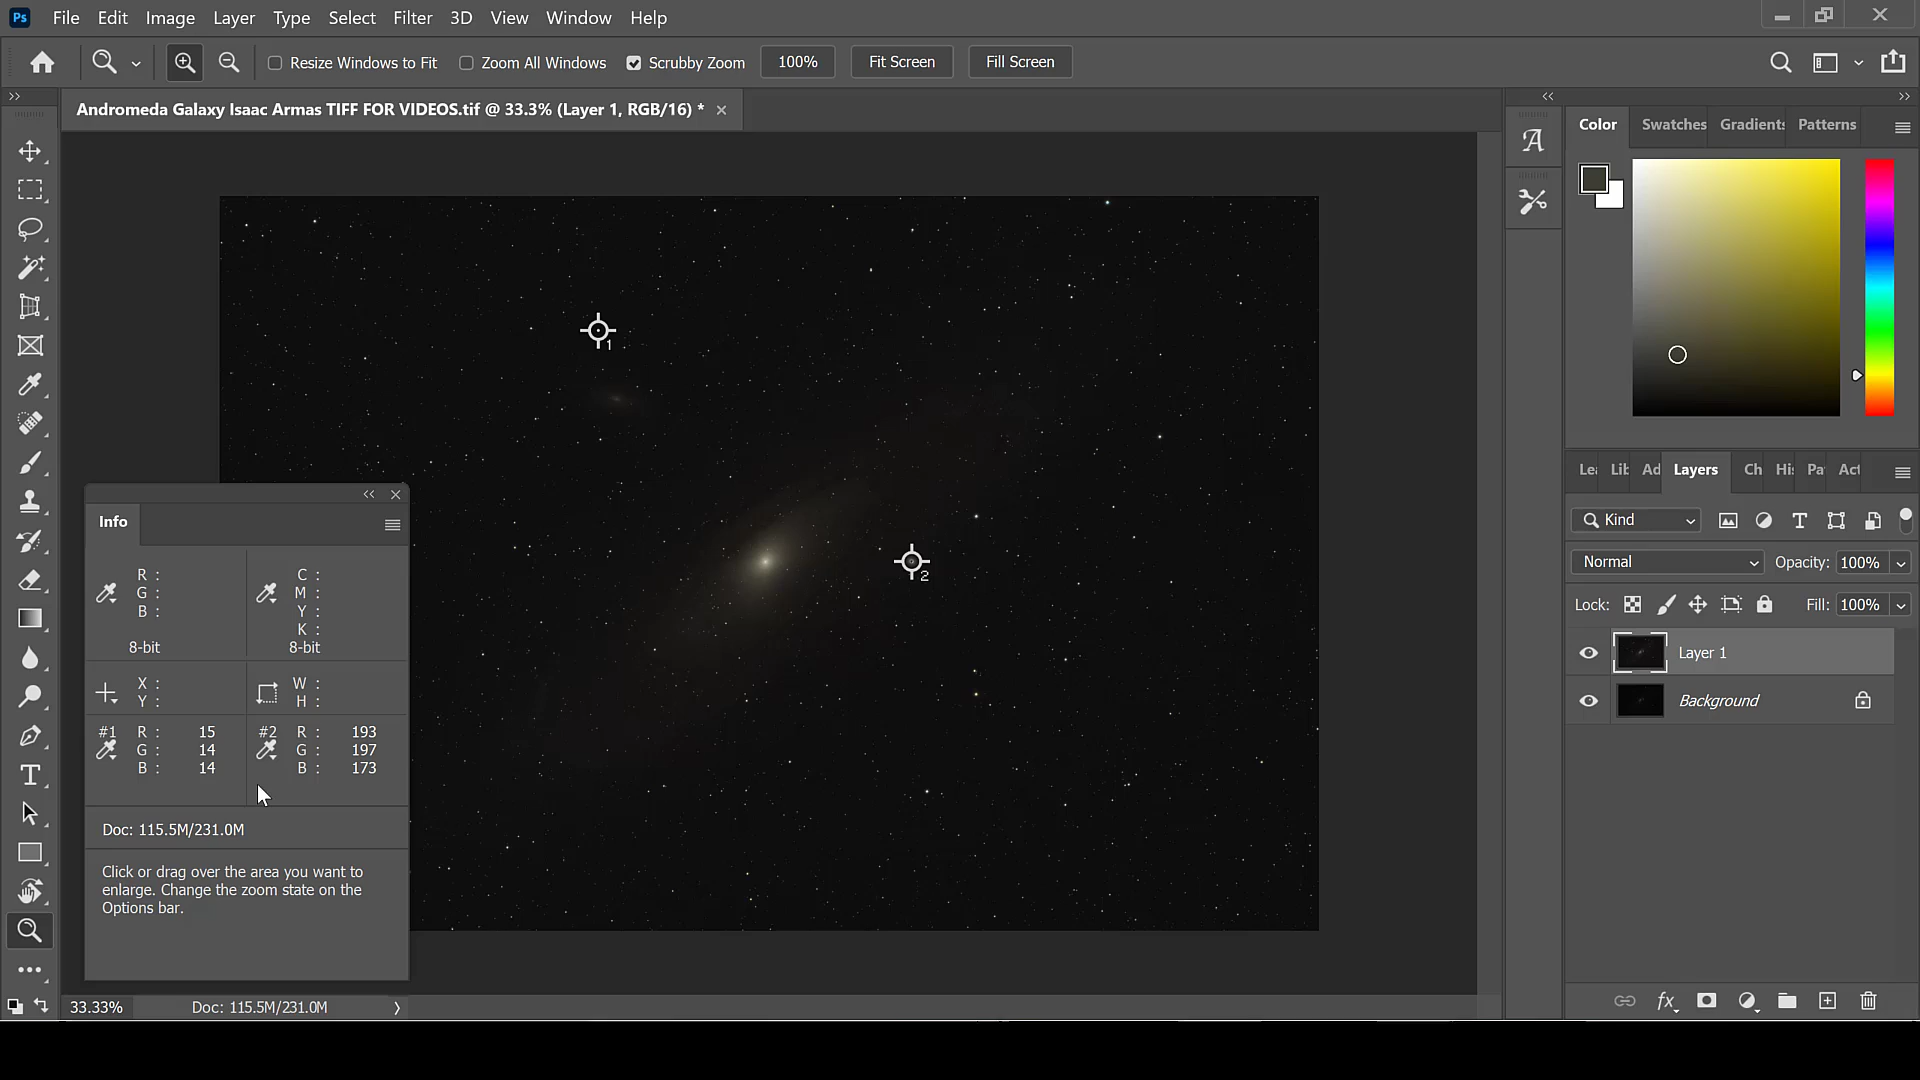 Ps File Edit Image Layer Type Select Filter 3D View Window Help
Resize Windows to Fit Zoom All Windows Scrubby Zoom 100% Fit Screen Fill Screen
Andromeda Galaxy Isaac Armas TIFF FOR VIDEOS.tif @ 33.3% (Layer 1, RGB/16) *
Color Swatches Gradients Patterns
1
2
Info
R :
G :
B :
8-bit
C :
M :
Y :
K :
8-bit
X :
Y :
W :
H :
#1 R : 15
G : 14
B : 14
#2 R : 193
G : 197
B : 173
Doc: 115.5M/231.0M
Click or drag over the area you want to
enlarge. Change the zoom state on the
Options bar.
33.33% Doc: 115.5M/231.0M
Lea Lib Ad Layers Ch His Pa Act
Kind
Normal Opacity: 100%
Lock: Fill: 100%
Layer 1
Background
fx